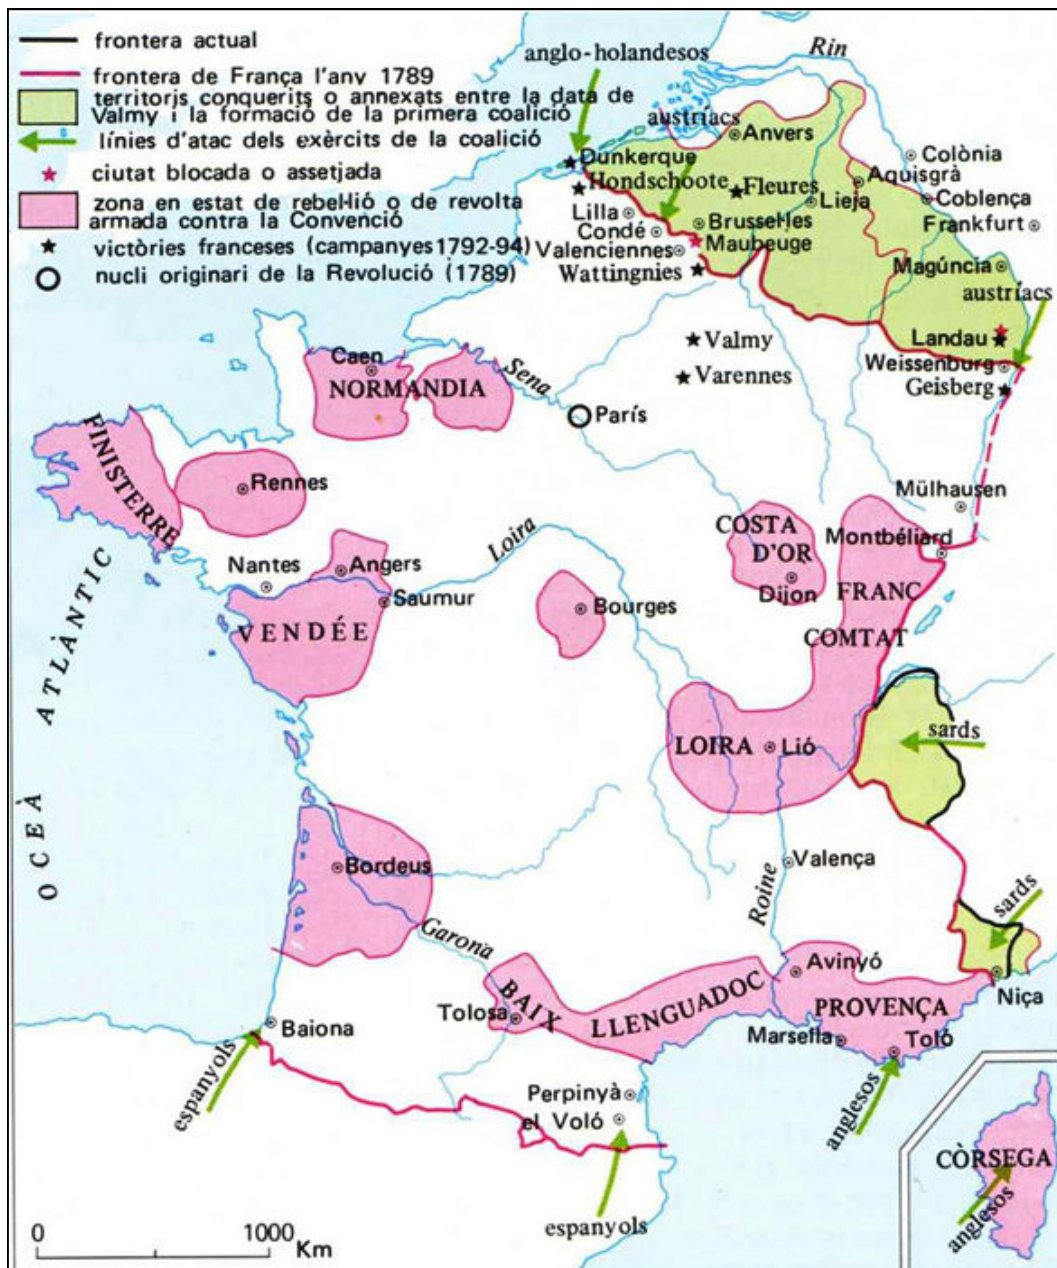 frontera actual
frontera de França l'any 1789
territoris conquerits o annexats entre la data de
Valmy i la formació de la primera coalició
línies d'atac dels exèrcits de la coalició
ciutat blocada o assetjada
zona en estat de rebel·lió o de revolta
armada contra la Convenció
victòries franceses (campanyes 1792-94)
nucli originari de la Revolució (1789)
anglo-holandesos
Rin
austríacs
Anvers
Dunkerque
Colònia
Hondschoote
Fleures
Aquisgrà
Lilla
Lieja
Coblença
Condé
Brussel·les
Frankfurt
Valenciennes
Maubeuge
Wattingnies
Magúncia
austríacs
Valmy
Landau
Weissenburg
Varennes
Geisberg
Caen
NORMANDIA
Sena
París
FINISTERRE
Rennes
Mülhausen
COSTA
D'OR
Montbéliard
Loira
Nantes
Angers
Saumur
Dijon
FRANC
COMTAT
Bourges
VENDÉE
OCEÀ ATLÀNTIC
LOIRA
Lió
sards
Bordeus
Valença
Roine
sards
Garona
Avinyó
Niça
BAIX
LLENGUADOC
PROVENÇA
Tolosa
Baiona
Marsella
Toló
espanyols
Perpinyà
el Voló
anglesos
CÒRSEGA
anglesos
espanyols
0
1000
Km